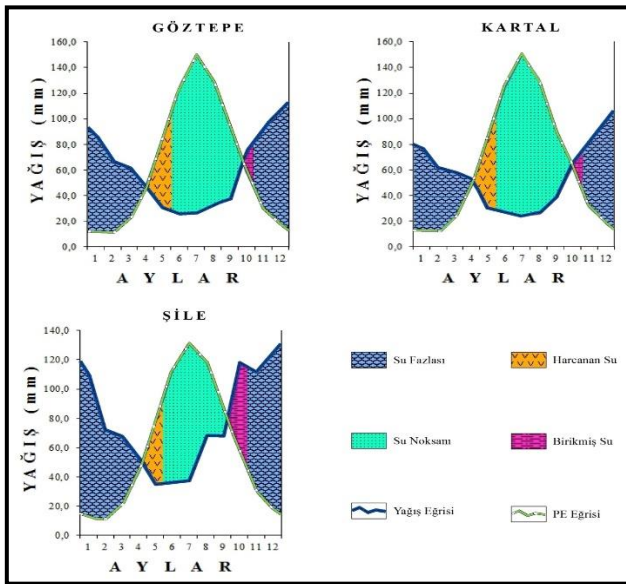 GÖZTEPE
YAĞIŞ (mm)
160,0
140,0
120,0
100,0
80,0
60,0
40,0
20,0
0,0
1 2 3 4 5 6 7 8 9 10 11 12
AYLAR
KARTAL
YAĞIŞ (mm)
160,0
140,0
120,0
100,0
80,0
60,0
40,0
20,0
0,0
1 2 3 4 5 6 7 8 9 10 11 12
AYLAR
ŞİLE
YAĞIŞ (mm)
140,0
120,0
100,0
80,0
60,0
40,0
20,0
0,0
1 2 3 4 5 6 7 8 9 10 11 12
AYLAR
Su Fazlası
Harcanan Su
Su Noksanı
Birikmiş Su
Yağış Eğrisi
PE Eğrisi